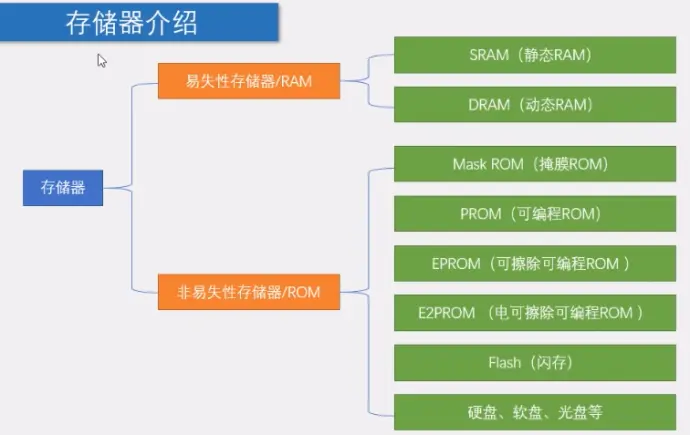 存储器介绍
存储器
易失性存储器/RAM
SRAM（静态RAM）
DRAM（动态RAM）
非易失性存储器/ROM
Mask ROM（掩膜ROM）
PROM（可编程ROM）
EPROM（可擦除可编程ROM ）
E2PROM （电可擦除可编程ROM ）
Flash（闪存）
硬盘、软盘、光盘等